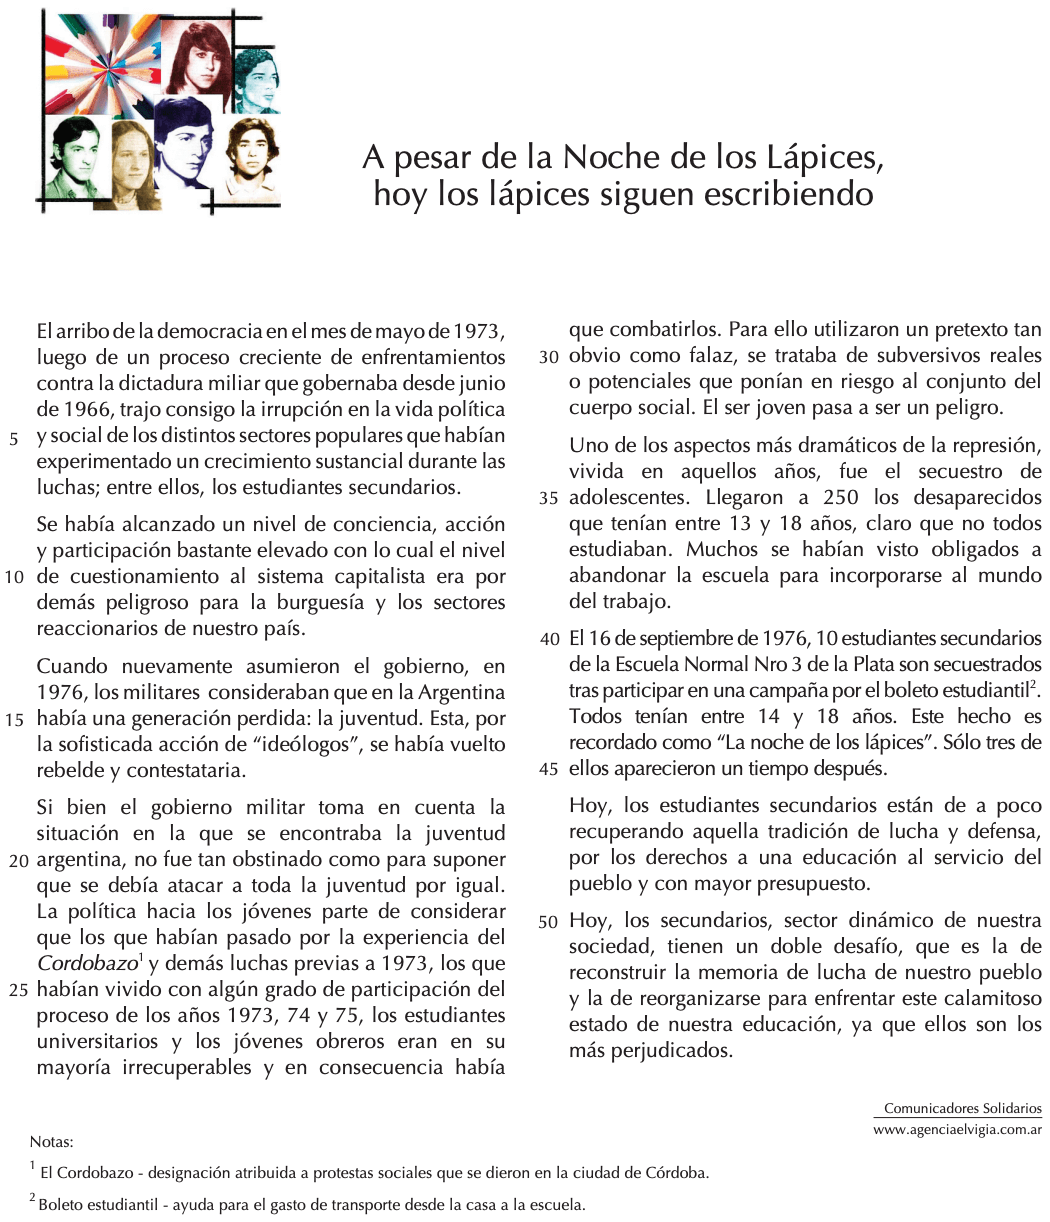 A pesar de la Noche de los Lápices,
hoy los lápices siguen escribiendo
El arribo de la democracia en el mes de mayo de 1973,
luego de un proceso creciente de enfrentamientos
contra la dictadura miliar que gobernaba desde junio
de 1966, trajo consigo la irrupción en la vida política
5 y social de los distintos sectores populares que habían
experimentado un crecimiento sustancial durante las
luchas; entre ellos, los estudiantes secundarios.
Se había alcanzado un nivel de conciencia, acción
y participación bastante elevado con lo cual el nivel
10 de cuestionamiento al sistema capitalista era por
demás peligroso para la burguesía y los sectores
reaccionarios de nuestro país.
Cuando nuevamente asumieron el gobierno, en
1976, los militares consideraban que en la Argentina
15 había una generación perdida: la juventud. Esta, por
la sofisticada acción de “ideólogos”, se había vuelto
rebelde y contestataria.
Si bien el gobierno militar toma en cuenta la
situación en la que se encontraba la juventud
20 argentina, no fue tan obstinado como para suponer
que se debía atacar a toda la juventud por igual.
La política hacia los jóvenes parte de considerar
que los que habían pasado por la experiencia del
Cordobazo1 y demás luchas previas a 1973, los que
25 habían vivido con algún grado de participación del
proceso de los años 1973, 74 y 75, los estudiantes
universitarios y los jóvenes obreros eran en su
mayoría irrecuperables y en consecuencia había
que combatirlos. Para ello utilizaron un pretexto tan
30 obvio como falaz, se trataba de subversivos reales
o potenciales que ponían en riesgo al conjunto del
cuerpo social. El ser joven pasa a ser un peligro.
Uno de los aspectos más dramáticos de la represión,
vivida en aquellos años, fue el secuestro de
35 adolescentes. Llegaron a 250 los desaparecidos
que tenían entre 13 y 18 años, claro que no todos
estudiaban. Muchos se habían visto obligados a
abandonar la escuela para incorporarse al mundo
del trabajo.
40 El 16 de septiembre de 1976, 10 estudiantes secundarios
de la Escuela Normal Nro 3 de la Plata son secuestrados
tras participar en una campaña por el boleto estudiantil2.
Todos tenían entre 14 y 18 años. Este hecho es
recordado como “La noche de los lápices”. Sólo tres de
45 ellos aparecieron un tiempo después.
Hoy, los estudiantes secundarios están de a poco
recuperando aquella tradición de lucha y defensa,
por los derechos a una educación al servicio del
pueblo y con mayor presupuesto.
50 Hoy, los secundarios, sector dinámico de nuestra
sociedad, tienen un doble desafío, que es la de
reconstruir la memoria de lucha de nuestro pueblo
y la de reorganizarse para enfrentar este calamitoso
estado de nuestra educación, ya que ellos son los
más perjudicados.
Comunicadores Solidarios
www.agenciaelvigia.com.ar
Notas:
1 El Cordobazo - designación atribuida a protestas sociales que se dieron en la ciudad de Córdoba.
2 Boleto estudiantil - ayuda para el gasto de transporte desde la casa a la escuela.